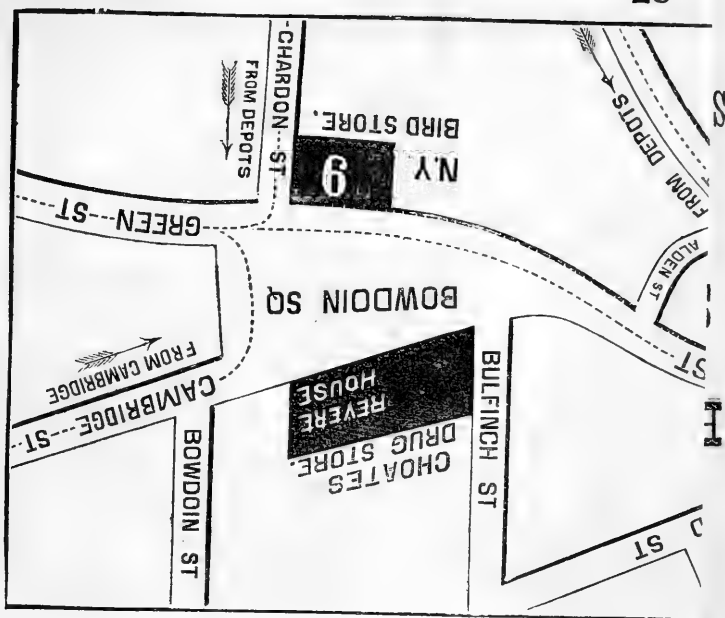 ST
BULFINCH ST
BOWDOIN ST
CHOATES
DRUG STORE.
REVERE
HOUSE
CAMBRIDGE ST
FROM CAMBRIDGE
ST
ALDEN ST
BOWDOIN SQ
GREEN ST
N.Y
9
BIRD STORE.
CHARDON ST
FROM DEPOTS
FROM DEPOTS